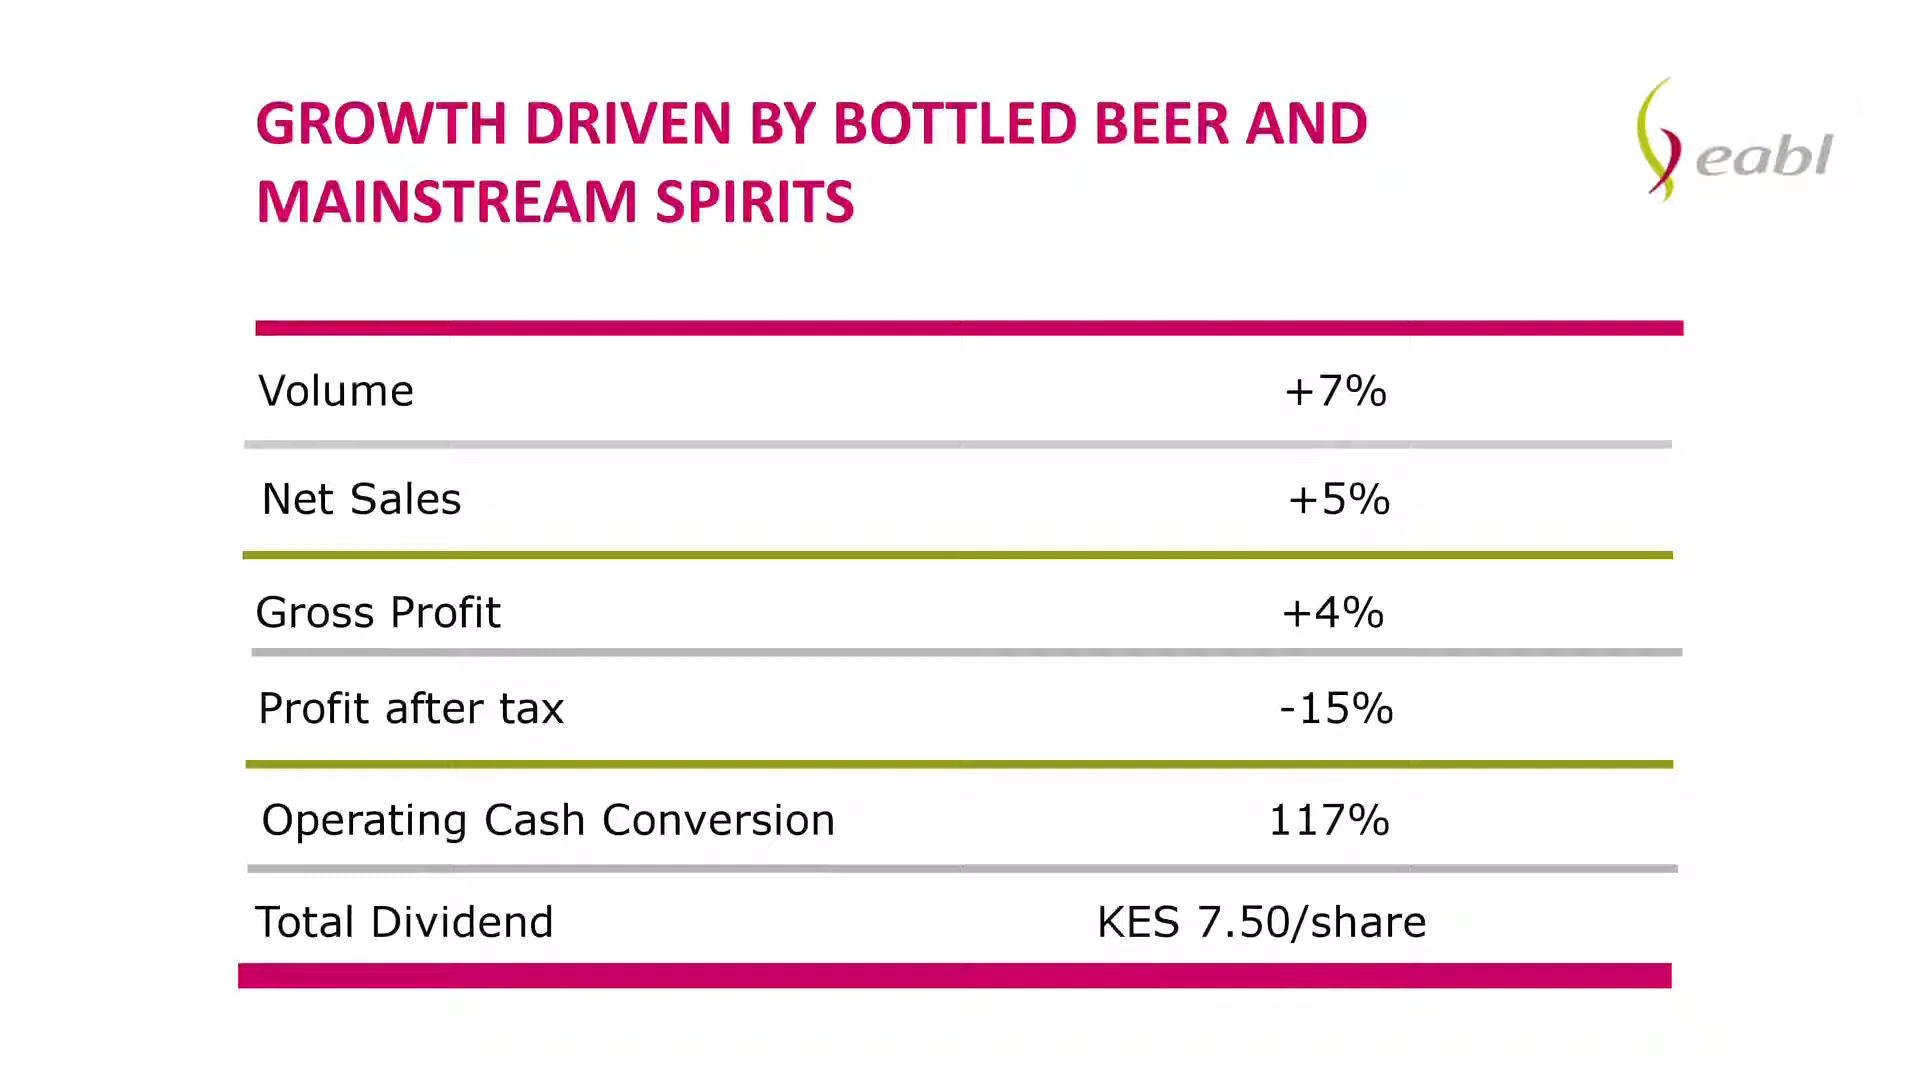 GROWTH DRIVEN BY BOTTLED BEER AND
MAINSTREAM SPIRITS
eabl
Volume +7%
Net Sales +5%
Gross Profit +4%
Profit after tax -15%
Operating Cash Conversion 117%
Total Dividend KES 7.50/share